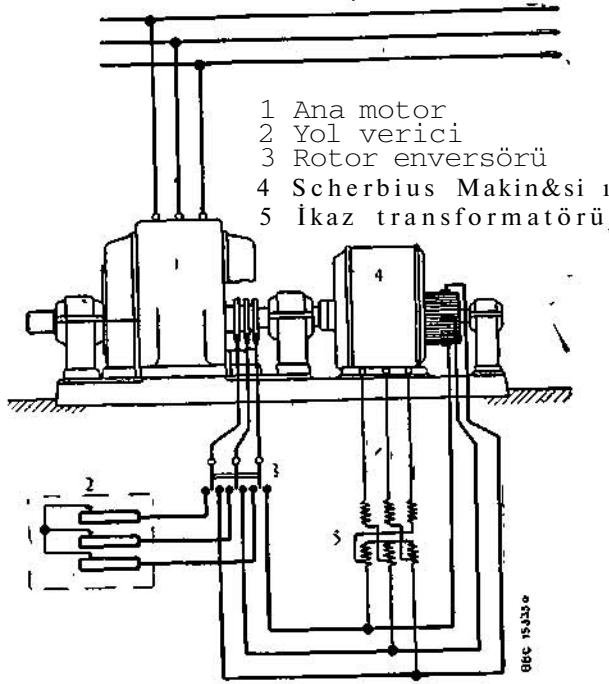 1 Ana motor
2 Yol verici
3 Rotor enversörü
4 Scherbius Makin&si ı
5 İkaz transformatörü,
1
4
3
2
5